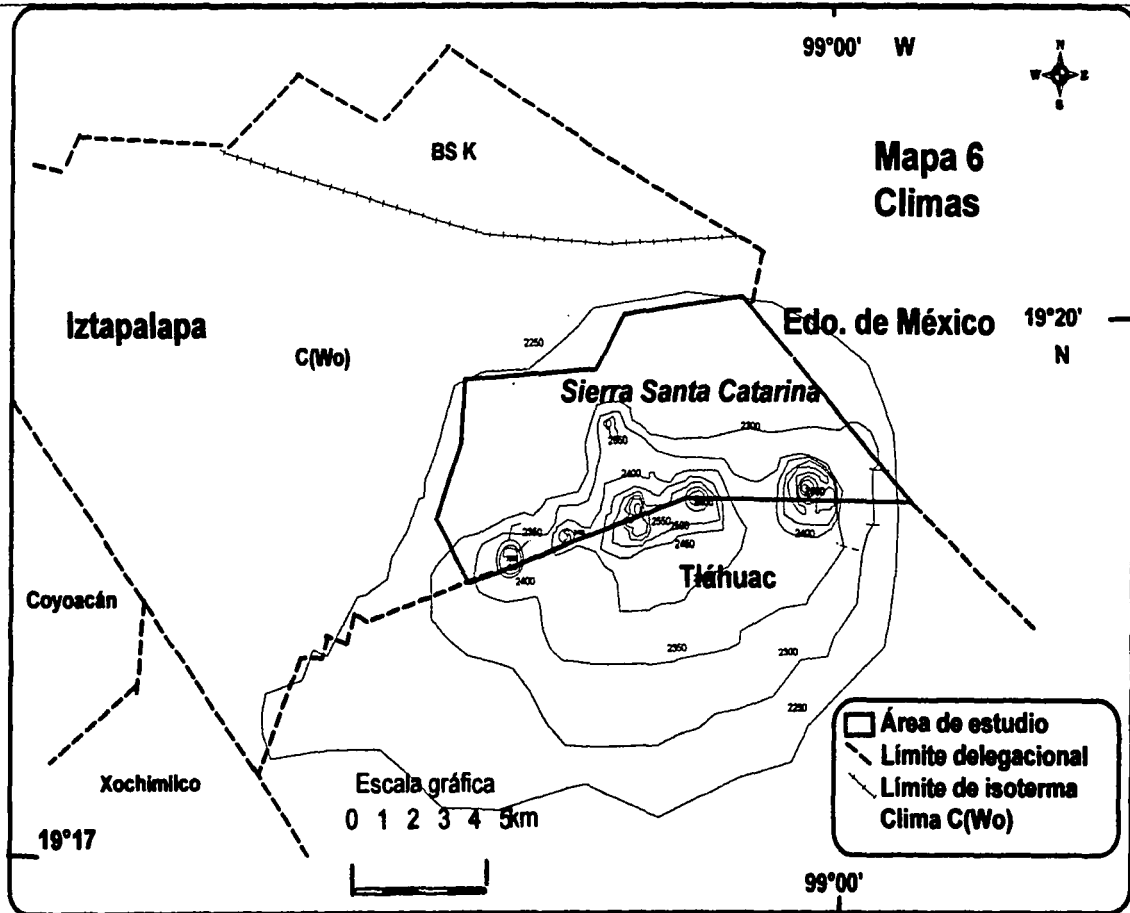 99°00' W
N
W E
S
BS K
Mapa 6
Climas
Iztapalapa
Edo. de México
19°20'
N
2250
C(Wo)
Sierra Santa Catarina
2300
2400
2400
2400
2350
2300
2250
Tláhuac
Coyoacán
Xochimilco
Escala gráfica
0 1 2 3 4 5km
19°17
99°00'
Área de estudio
Límite delegacional
Límite de isoterma
Clima C(Wo)